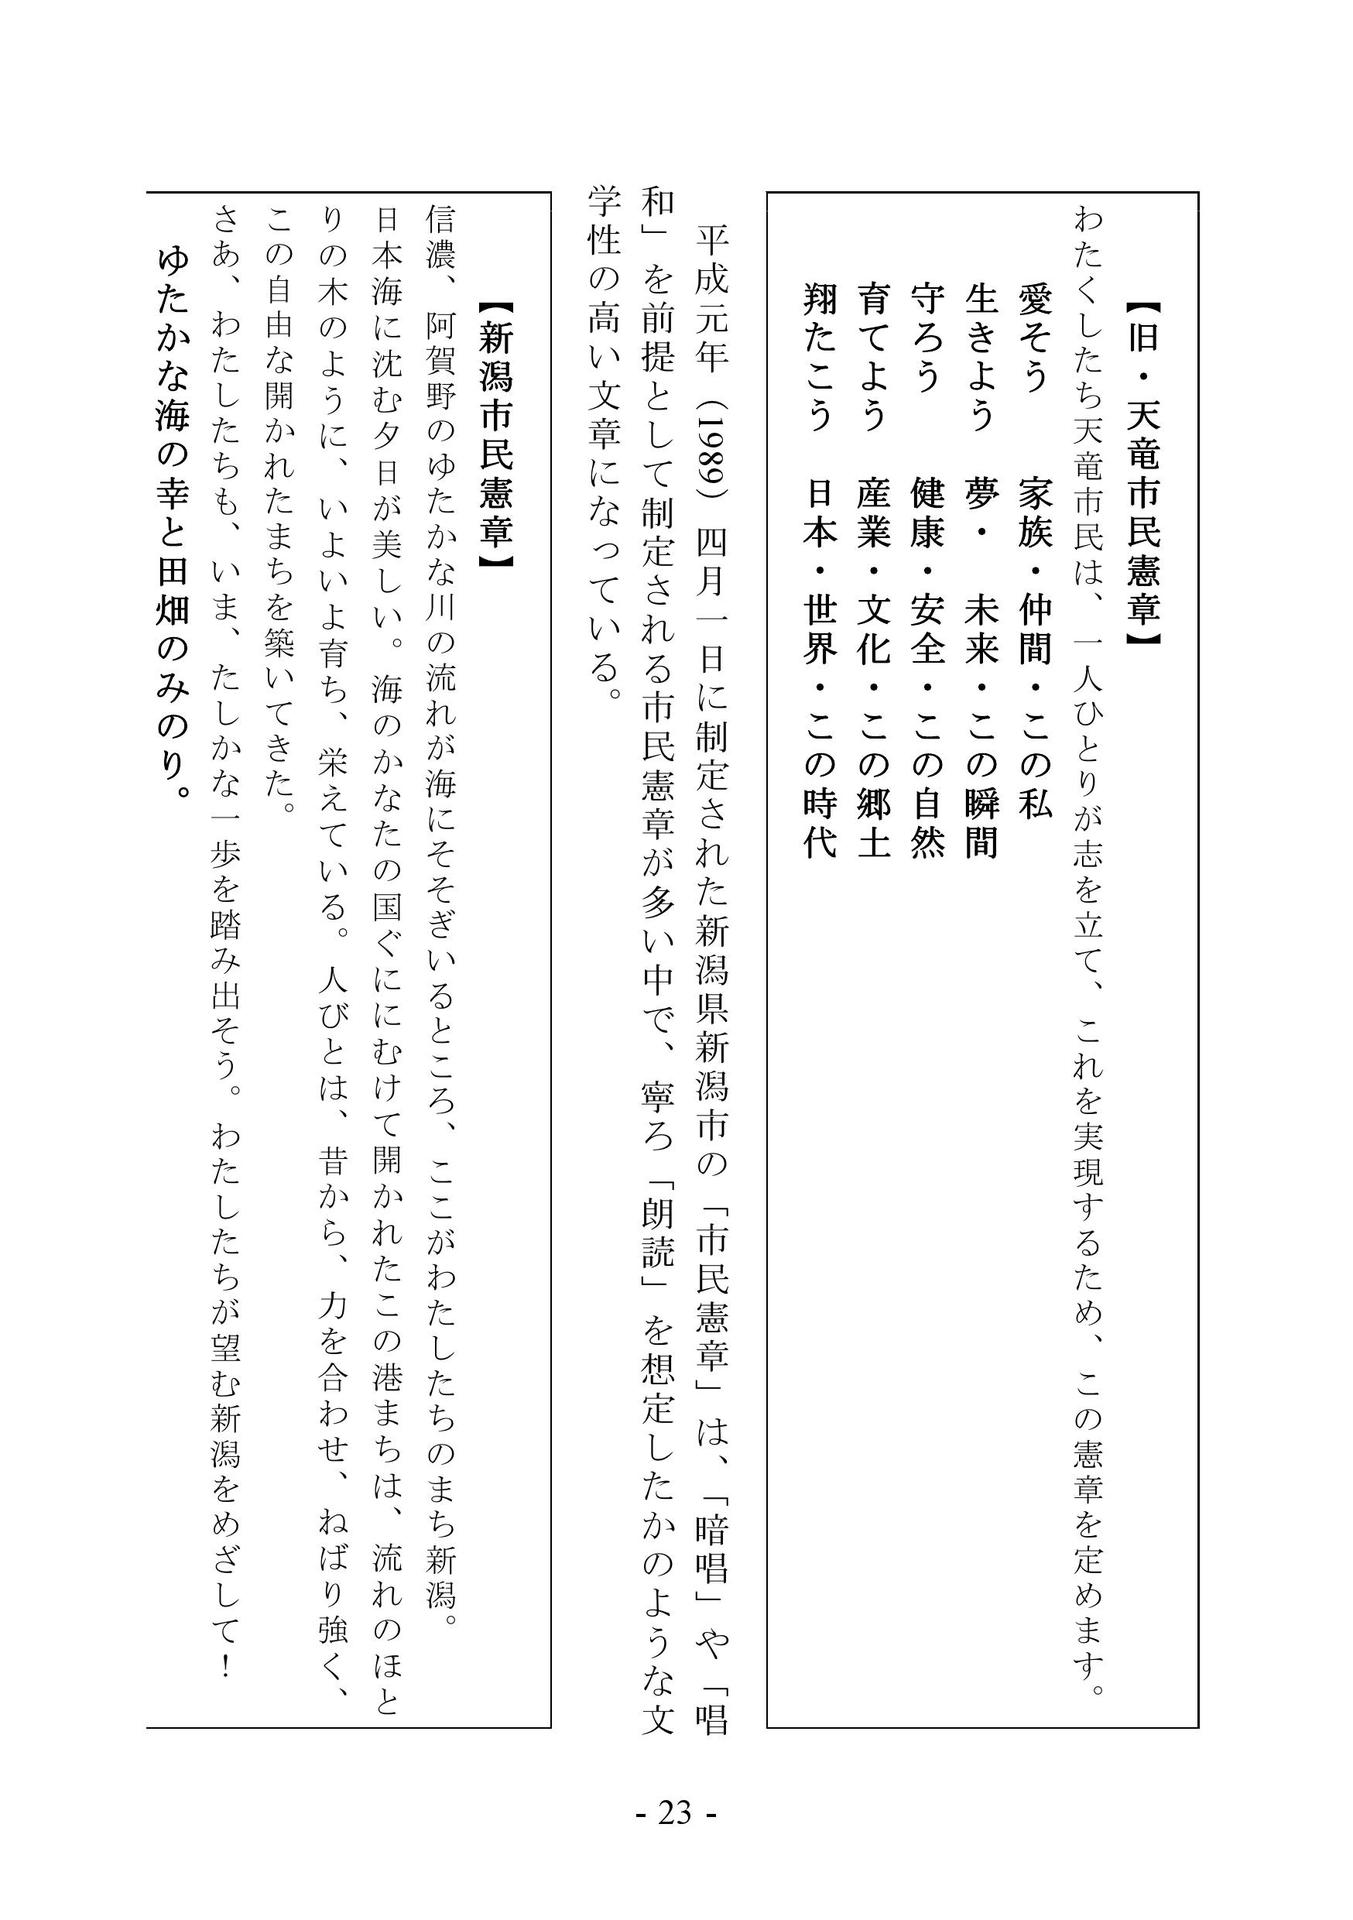 【旧・天竜市民憲章】
わたくしたち天竜市民は、一人ひとりが志を立て、これを実現するため、この憲章を定めます。
愛そう　家族・仲間・この私
生きよう　夢・　未来・この瞬間
守ろう　健康・安全・この自然
育てよう　産業・文化・この郷土
翔たこう　日本・世界・この時代
平成元年（1989）四月一日に制定された新潟県新潟市の「市民憲章」は、「暗唱」や「唱
和」を前提として制定される市民憲章が多い中で、寧ろ「朗読」を想定したかのような文
学性の高い文章になっている。
【新潟市民憲章】
信濃、阿賀野のゆたかな川の流れが海にそそぎいるところ、ここがわたしたちのまち新潟。
日本海に沈む夕日が美しい。海のかなたの国ぐににむけて開かれたこの港まちは、流れのほと
りの木のように、いよいよ育ち、栄えている。人びとは、昔から、力を合わせ、ねばり強く、
この自由な開かれたまちを築いてきた。
さあ、わたしたちも、いま、たしかな一歩を踏み出そう。わたしたちが望む新潟をめざして！
ゆたかな海の幸と田畑のみのり。
- 23 -